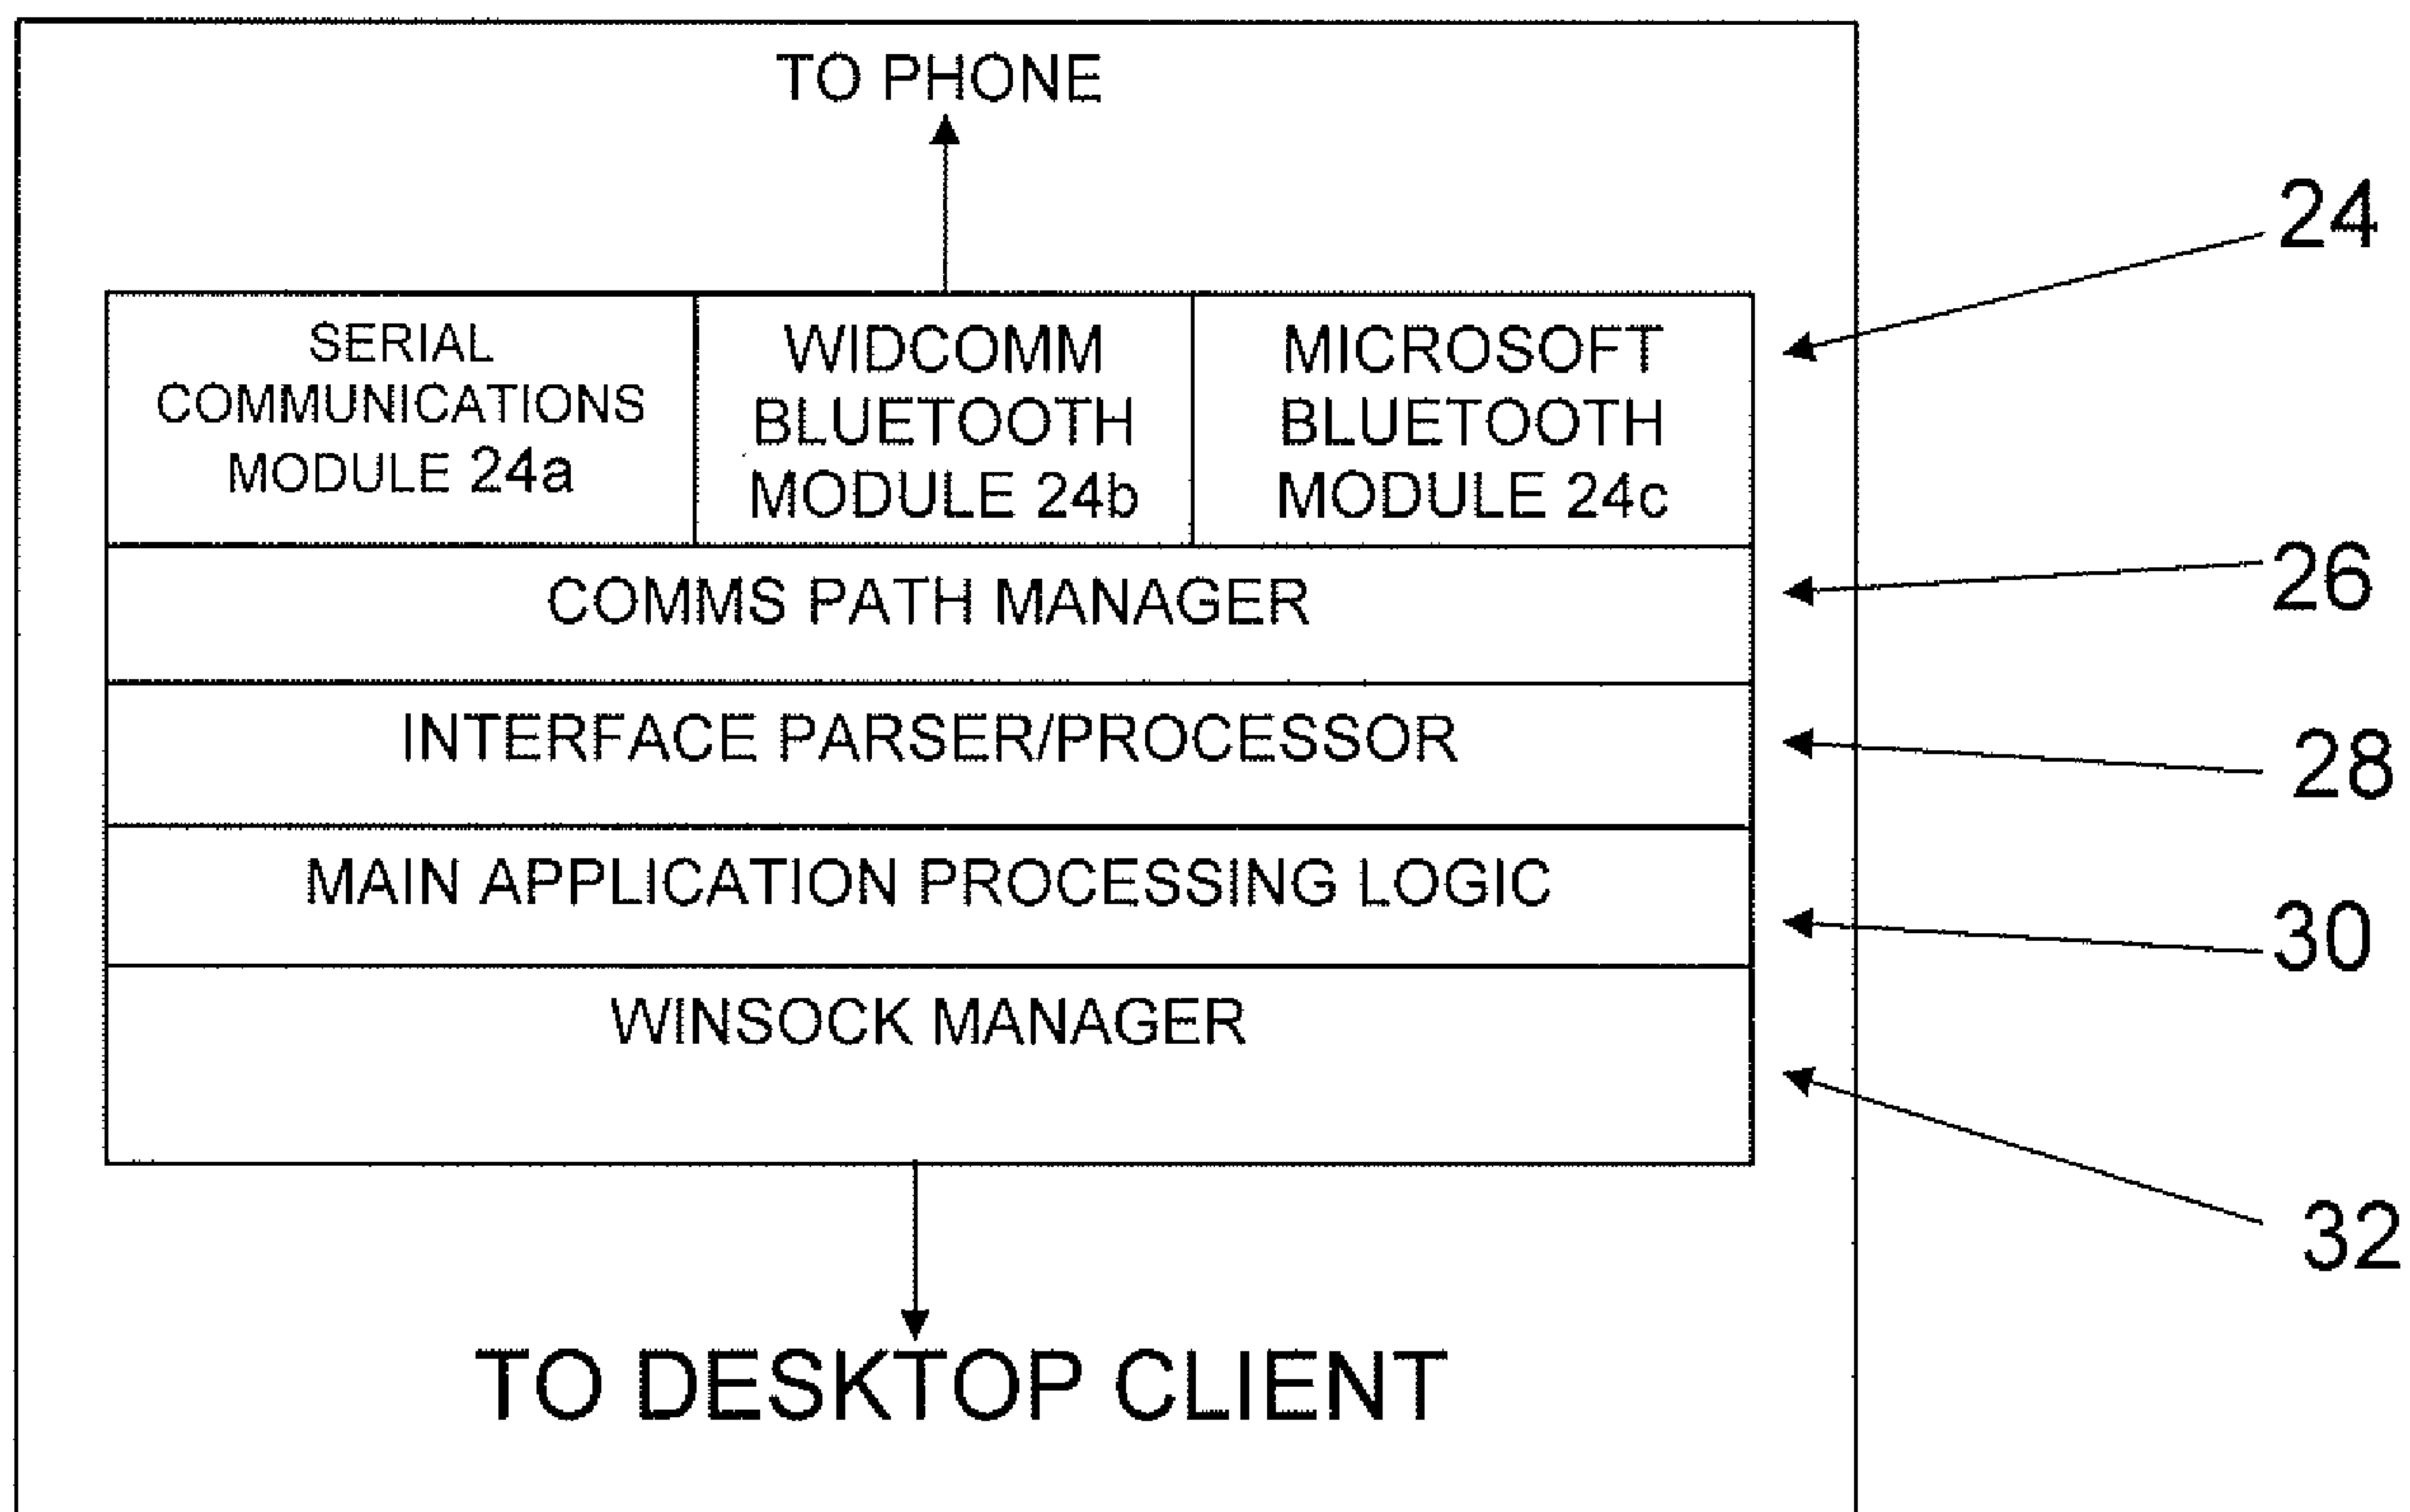 TO PHONE
24
SERIAL
COMMUNICATIONS
MODULE 24a
WIDCOMM
BLUETOOTH
MODULE 24b
MICROSOFT
BLUETOOTH
MODULE 24c
COMMS PATH MANAGER
26
INTERFACE PARSER/PROCESSOR
28
MAIN APPLICATION PROCESSING LOGIC
30
WINSOCK MANAGER
32
TO DESKTOP CLIENT